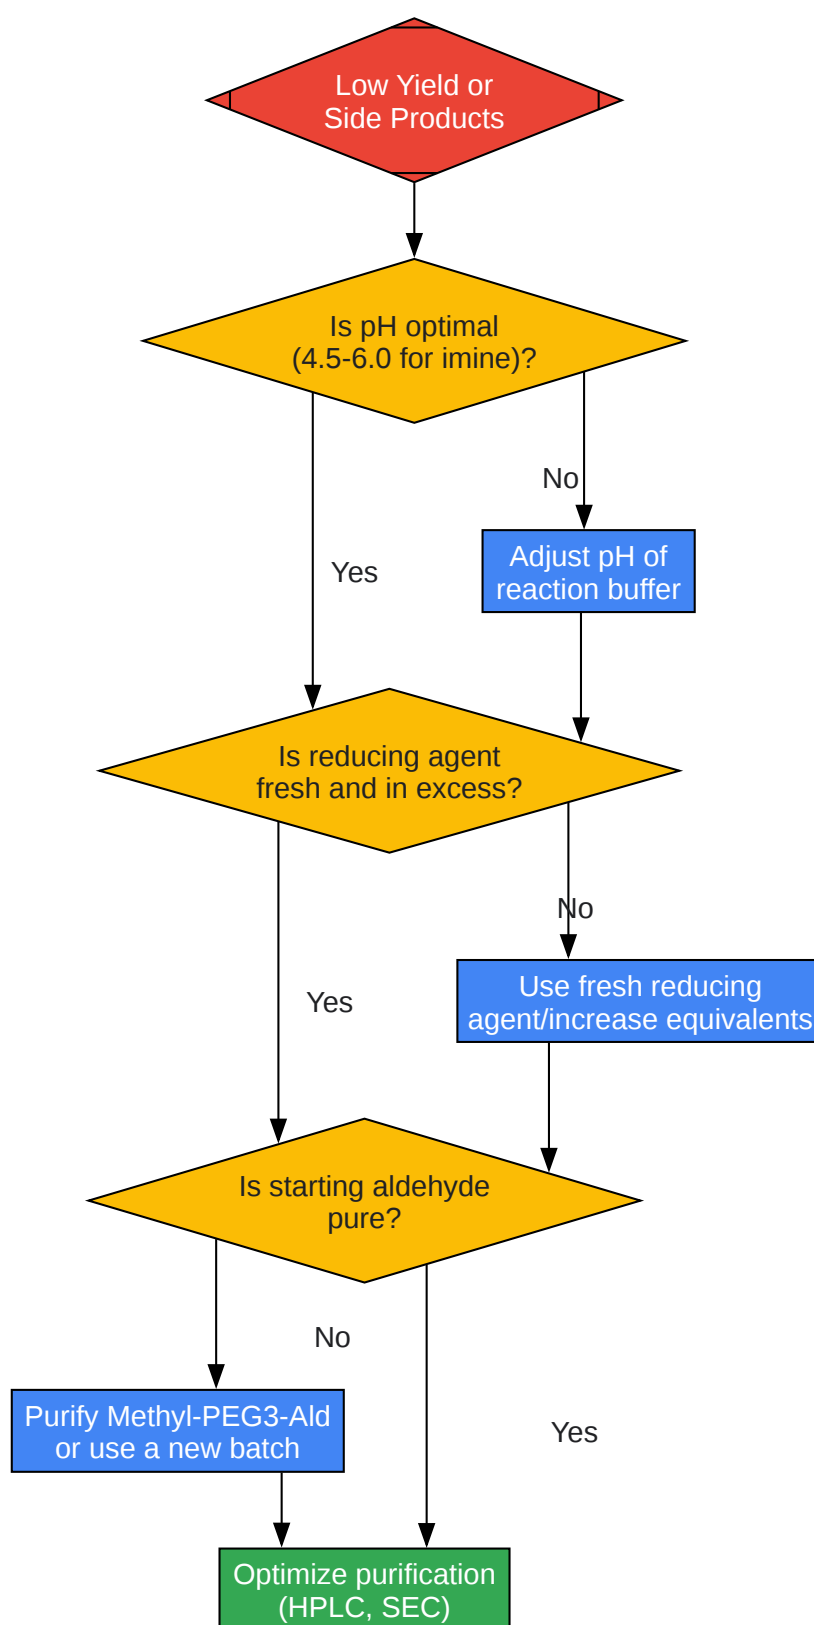 Low Yield or
Side Products
Is pH optimal
(4.5-6.0 for imine)?
No
Adjust pH of
reaction buffer
Yes
Is reducing agent
fresh and in excess?
No
Use fresh reducing
agent/increase equivalents
Yes
Is starting aldehyde
pure?
No
Purify Methyl-PEG3-Ald
or use a new batch
Yes
Optimize purification
(HPLC, SEC)